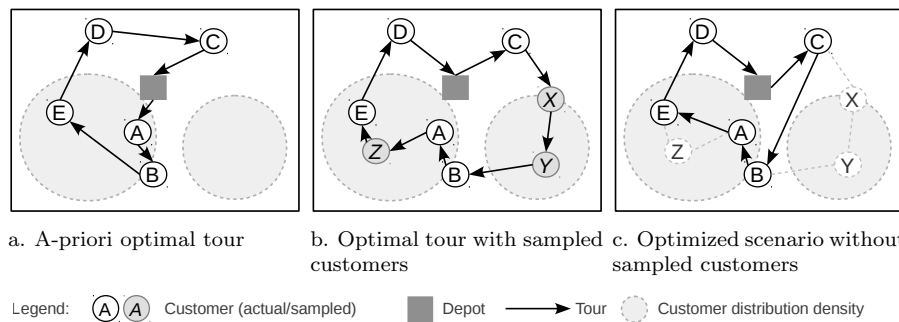 D
C
E
A
B
D
C
X
E
A
Z
Y
B
D
C
X
E
A
Z
Y
B
a. A-priori optimal tour
b. Optimal tour with sampled customers
c. Optimized scenario without sampled customers
Legend: A A Customer (actual/sampled) Depot Tour Customer distribution density